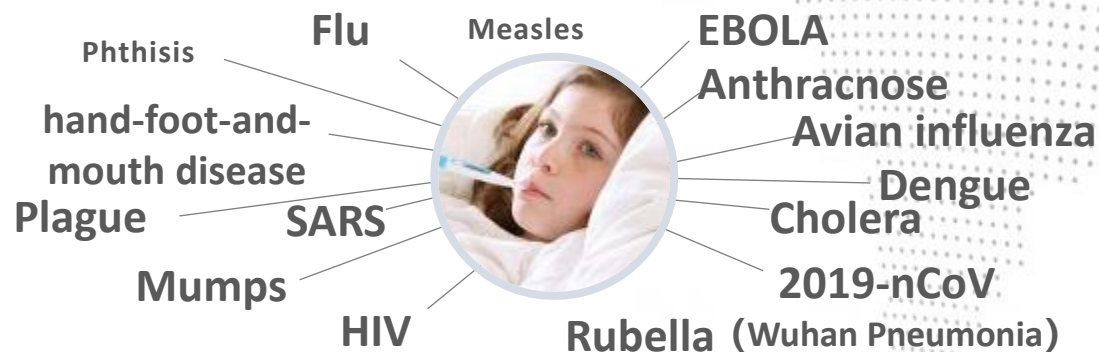 Flu
Measles
EBOLA
Phthisis
Anthracnose
hand-foot-and-
mouth disease
Avian influenza
Dengue
Plague
SARS
Cholera
Mumps
2019-nCoV
HIV
Rubella (Wuhan Pneumonia)